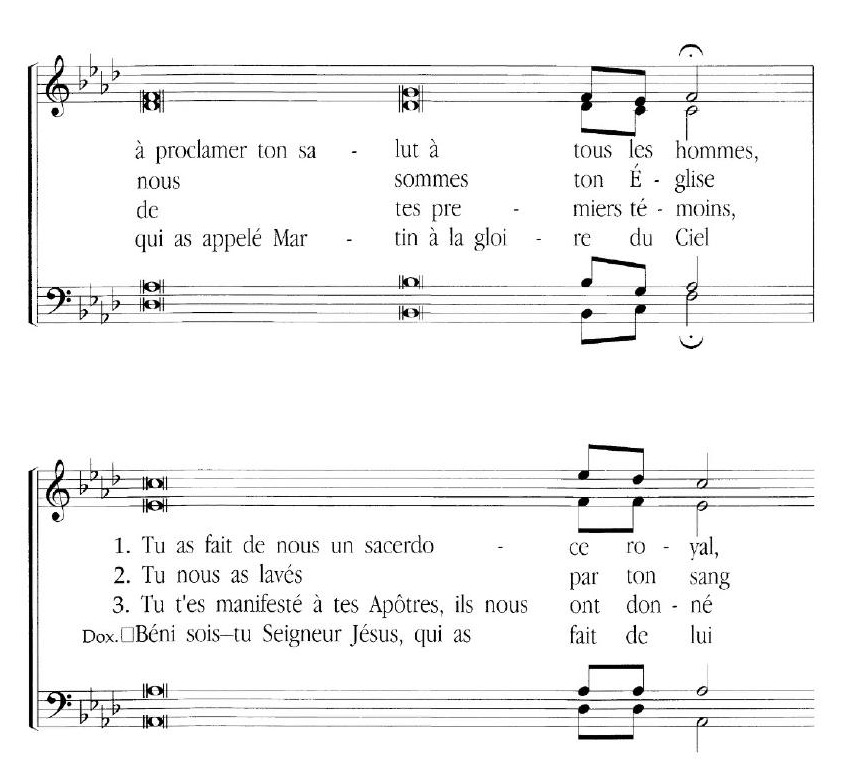 à proclamer ton sa - lut à tous les hommes,
nous sommes ton É - glise
de tes pre - miers té - moins,
qui as appelé Mar - tin à la gloi - re du Ciel
1. Tu as fait de nous un sacerdo - ce ro - yal,
2. Tu nous as lavés par ton sang
3. Tu t'es manifesté à tes Apôtres, ils nous ont don - né
Dox.□Béni sois–tu Seigneur Jésus, qui as fait de lui